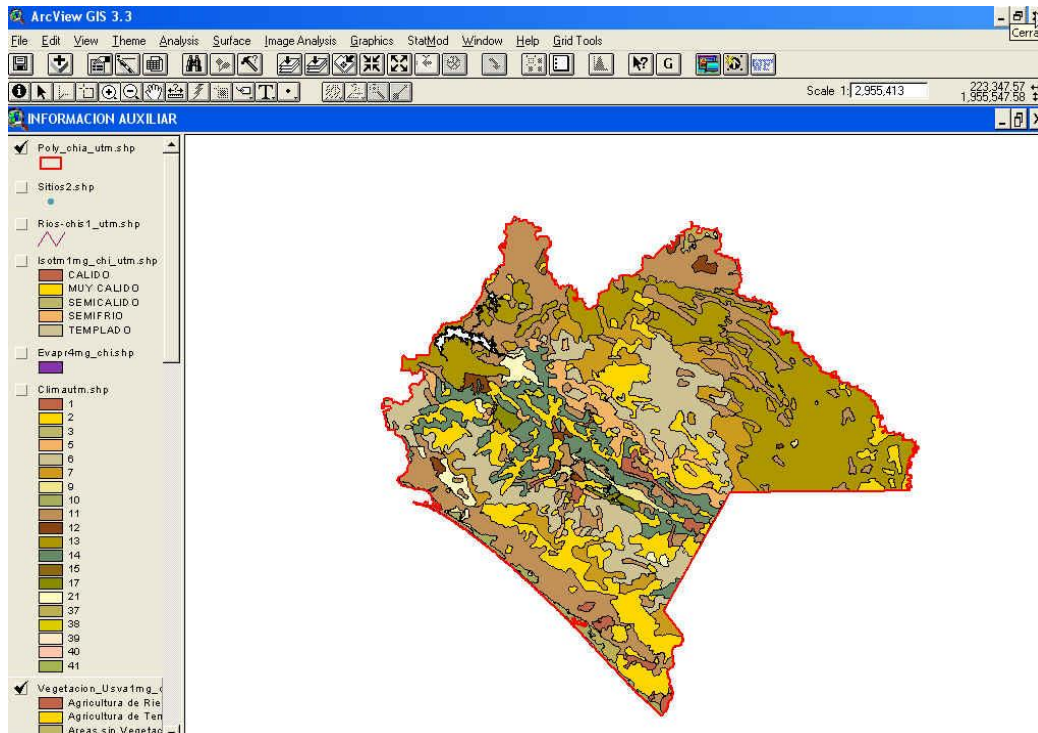 ArcView GIS 3.3
File Edit View Theme Analysis Surface Image Analysis Graphics StatMod Window Help Grid Tools
Cerra
G
WP
T
Scale 1: 2,955,413
223,347.57
1,955,547.58
INFORMACION AUXILIAR
Poly_chia_utm.shp
Sitios2.shp
Rios-chis1_utm.shp
Isotm1mg_chi_utm.shp
CALIDO
MUY CALIDO
SEMICALIDO
SEMIFRIO
TEMPLADO
Evapr4mg_chi.shp
Climautm.shp
1
2
3
5
6
7
9
10
11
12
13
14
15
17
21
37
38
39
40
41
Vegetacion_Usva1mg_c
Agricultura de Rie
Agricultura de Ten
Areas sin Vegetac